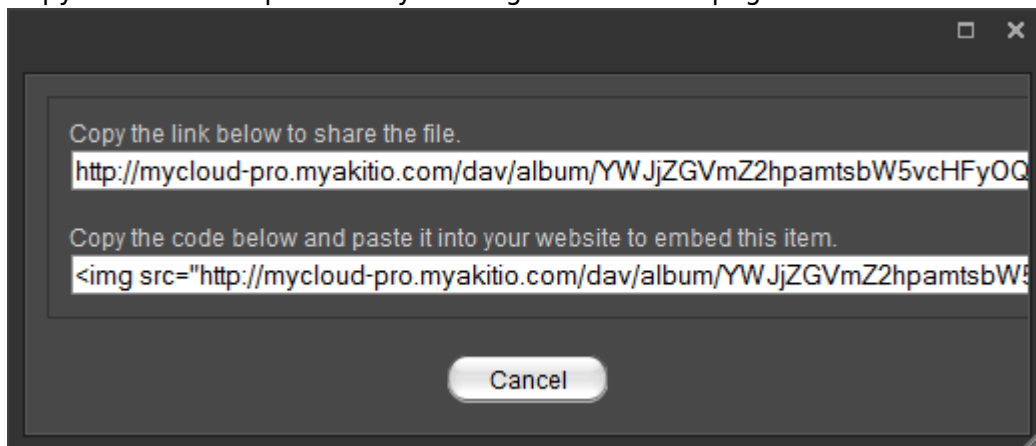 Copy the link below to share the file.
http://mycloud-pro.myakitio.com/dav/album/YWJjZGVmZ2hpamtsbW5vcHFyOQ
Copy the code below and paste it into your website to embed this item.
<img src="http://mycloud-pro.myakitio.com/dav/album/YWJjZGVmZ2hpamtsbW5
Cancel